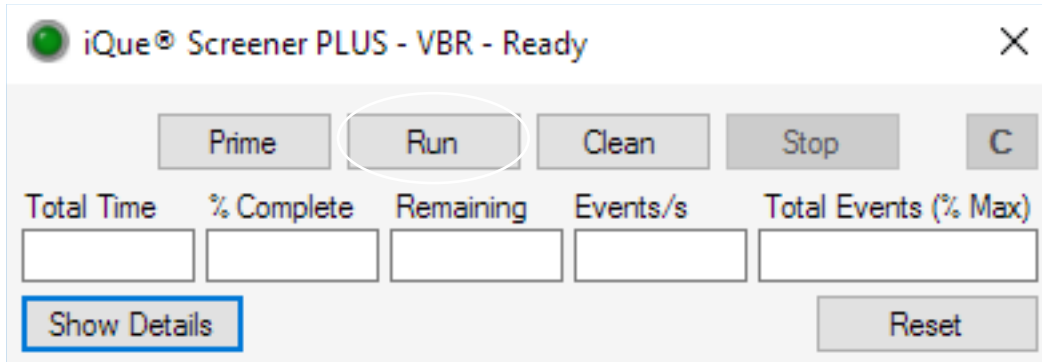 iQue® Screener PLUS - VBR - Ready
Prime Run Clean Stop C
Total Time % Complete Remaining Events/s Total Events (% Max)
Show Details Reset